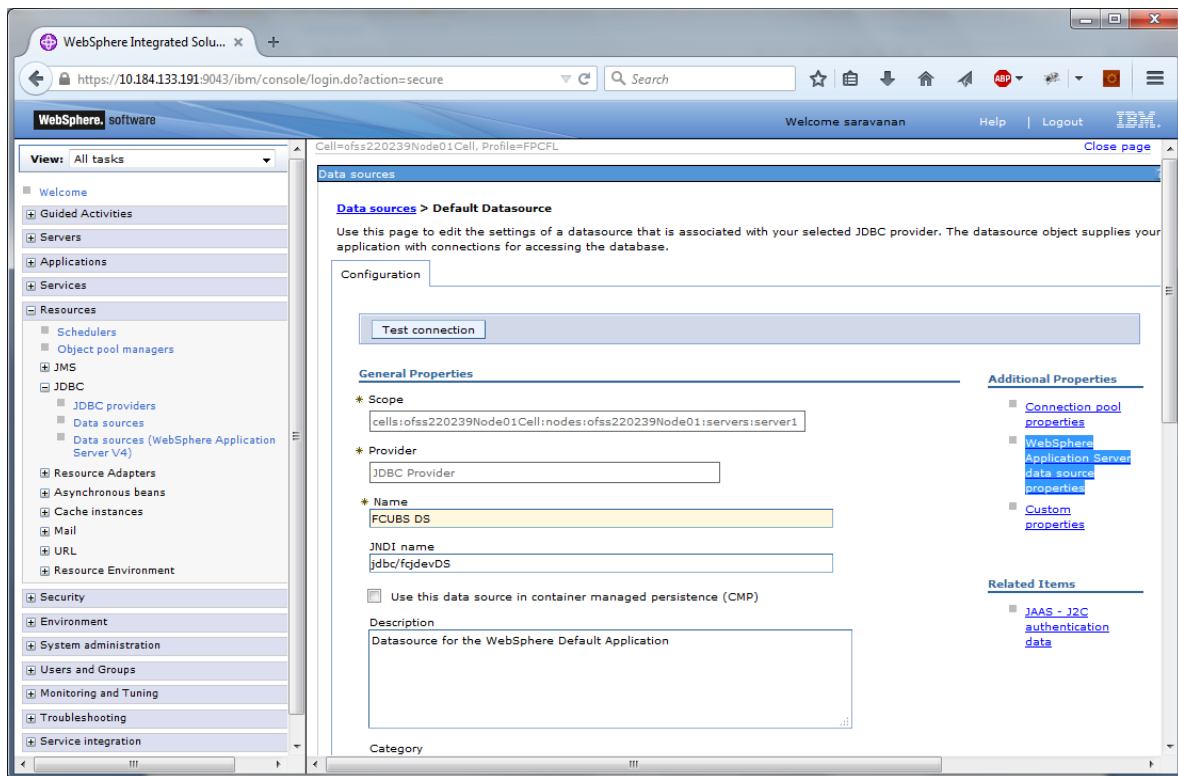 WebSphere Integrated Solu...
https://10.184.133.191:9043/ibm/console/login.do?action=secure
Search
ABP
WebSphere. software
Welcome saravanan
Help | Logout
IBM.
View: All tasks
Welcome
Guided Activities
Servers
Applications
Services
Resources
Schedulers
Object pool managers
JMS
JDBC
JDBC providers
Data sources
Data sources (WebSphere Application
Server V4)
Resource Adapters
Asynchronous beans
Cache instances
Mail
URL
Resource Environment
Security
Environment
System administration
Users and Groups
Monitoring and Tuning
Troubleshooting
Service integration
Cell=ofss220239Node01Cell, Profile=FPCFL
Close page
Data sources
?
Data sources > Default Datasource
Use this page to edit the settings of a datasource that is associated with your selected JDBC provider. The datasource object supplies your
application with connections for accessing the database.
Configuration
Test connection
General Properties
* Scope
cells:ofss220239Node01Cell:nodes:ofss220239Node01:servers:server1
* Provider
JDBC Provider
* Name
FCUBS DS
JNDI name
jdbc/fcjdevDS
Use this data source in container managed persistence (CMP)
Description
Datasource for the WebSphere Default Application
Category
Additional Properties
Connection pool
properties
WebSphere
Application Server
data source
properties
Custom
properties
Related Items
JAAS - J2C
authentication
data